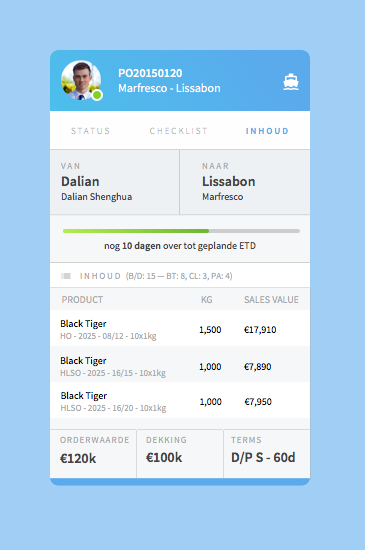 PO20150120
Marfresco - Lissabon
STATUS
CHECKLIST
INHOUD
VAN
NAAR
Dalian
Lissabon
Dalian Shenghua
Marfresco
nog 10 dagen over tot geplande ETD
INHOUD (B/D: 15 — BT: 8, CL: 3, PA: 4)
PRODUCT KG SALES VALUE
Black Tiger
HO - 2025 - 08/12 - 10x1kg
1,500 €17,910
Black Tiger
HLSO - 2025 - 16/15 - 10x1kg
1,000 €7,890
Black Tiger
HLSO - 2025 - 16/20 - 10x1kg
1,000 €7,950
ORDERWAARDE DEKKING TERMS
€120k €100k D/P S - 60d